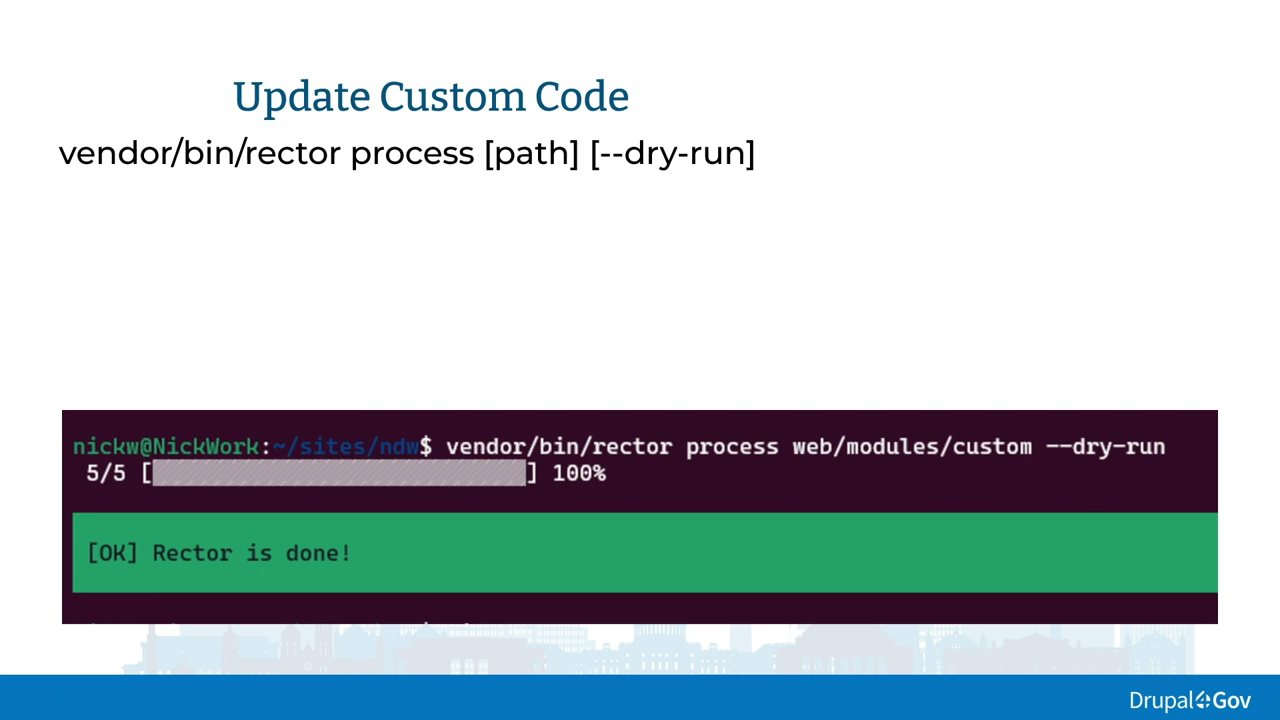 Update Custom Code
vendor/bin/rector process [path] [--dry-run]
nickw@NickWork:~/sites/ndw$ vendor/bin/rector process web/modules/custom --dry-run
5/5 [] 100%
[OK] Rector is done!
Drupal4Gov